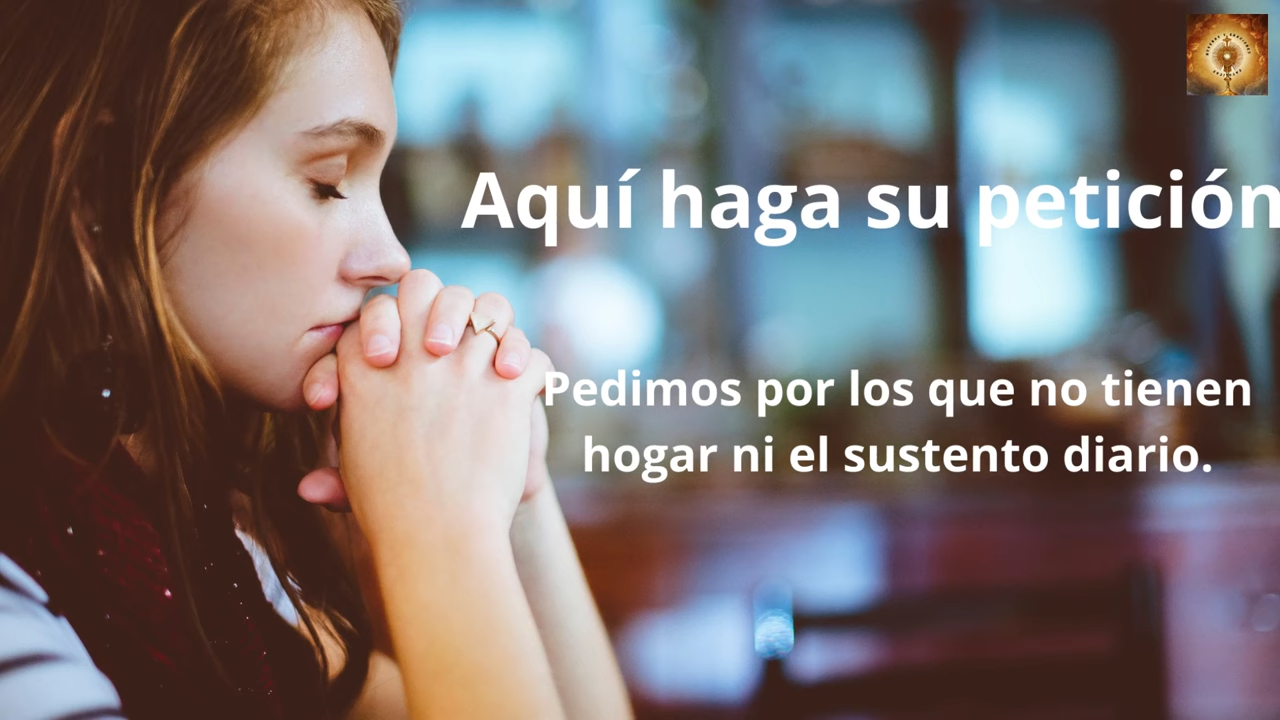 Aquí haga su petición
Pedimos por los que no tienen
hogar ni el sustento diario.